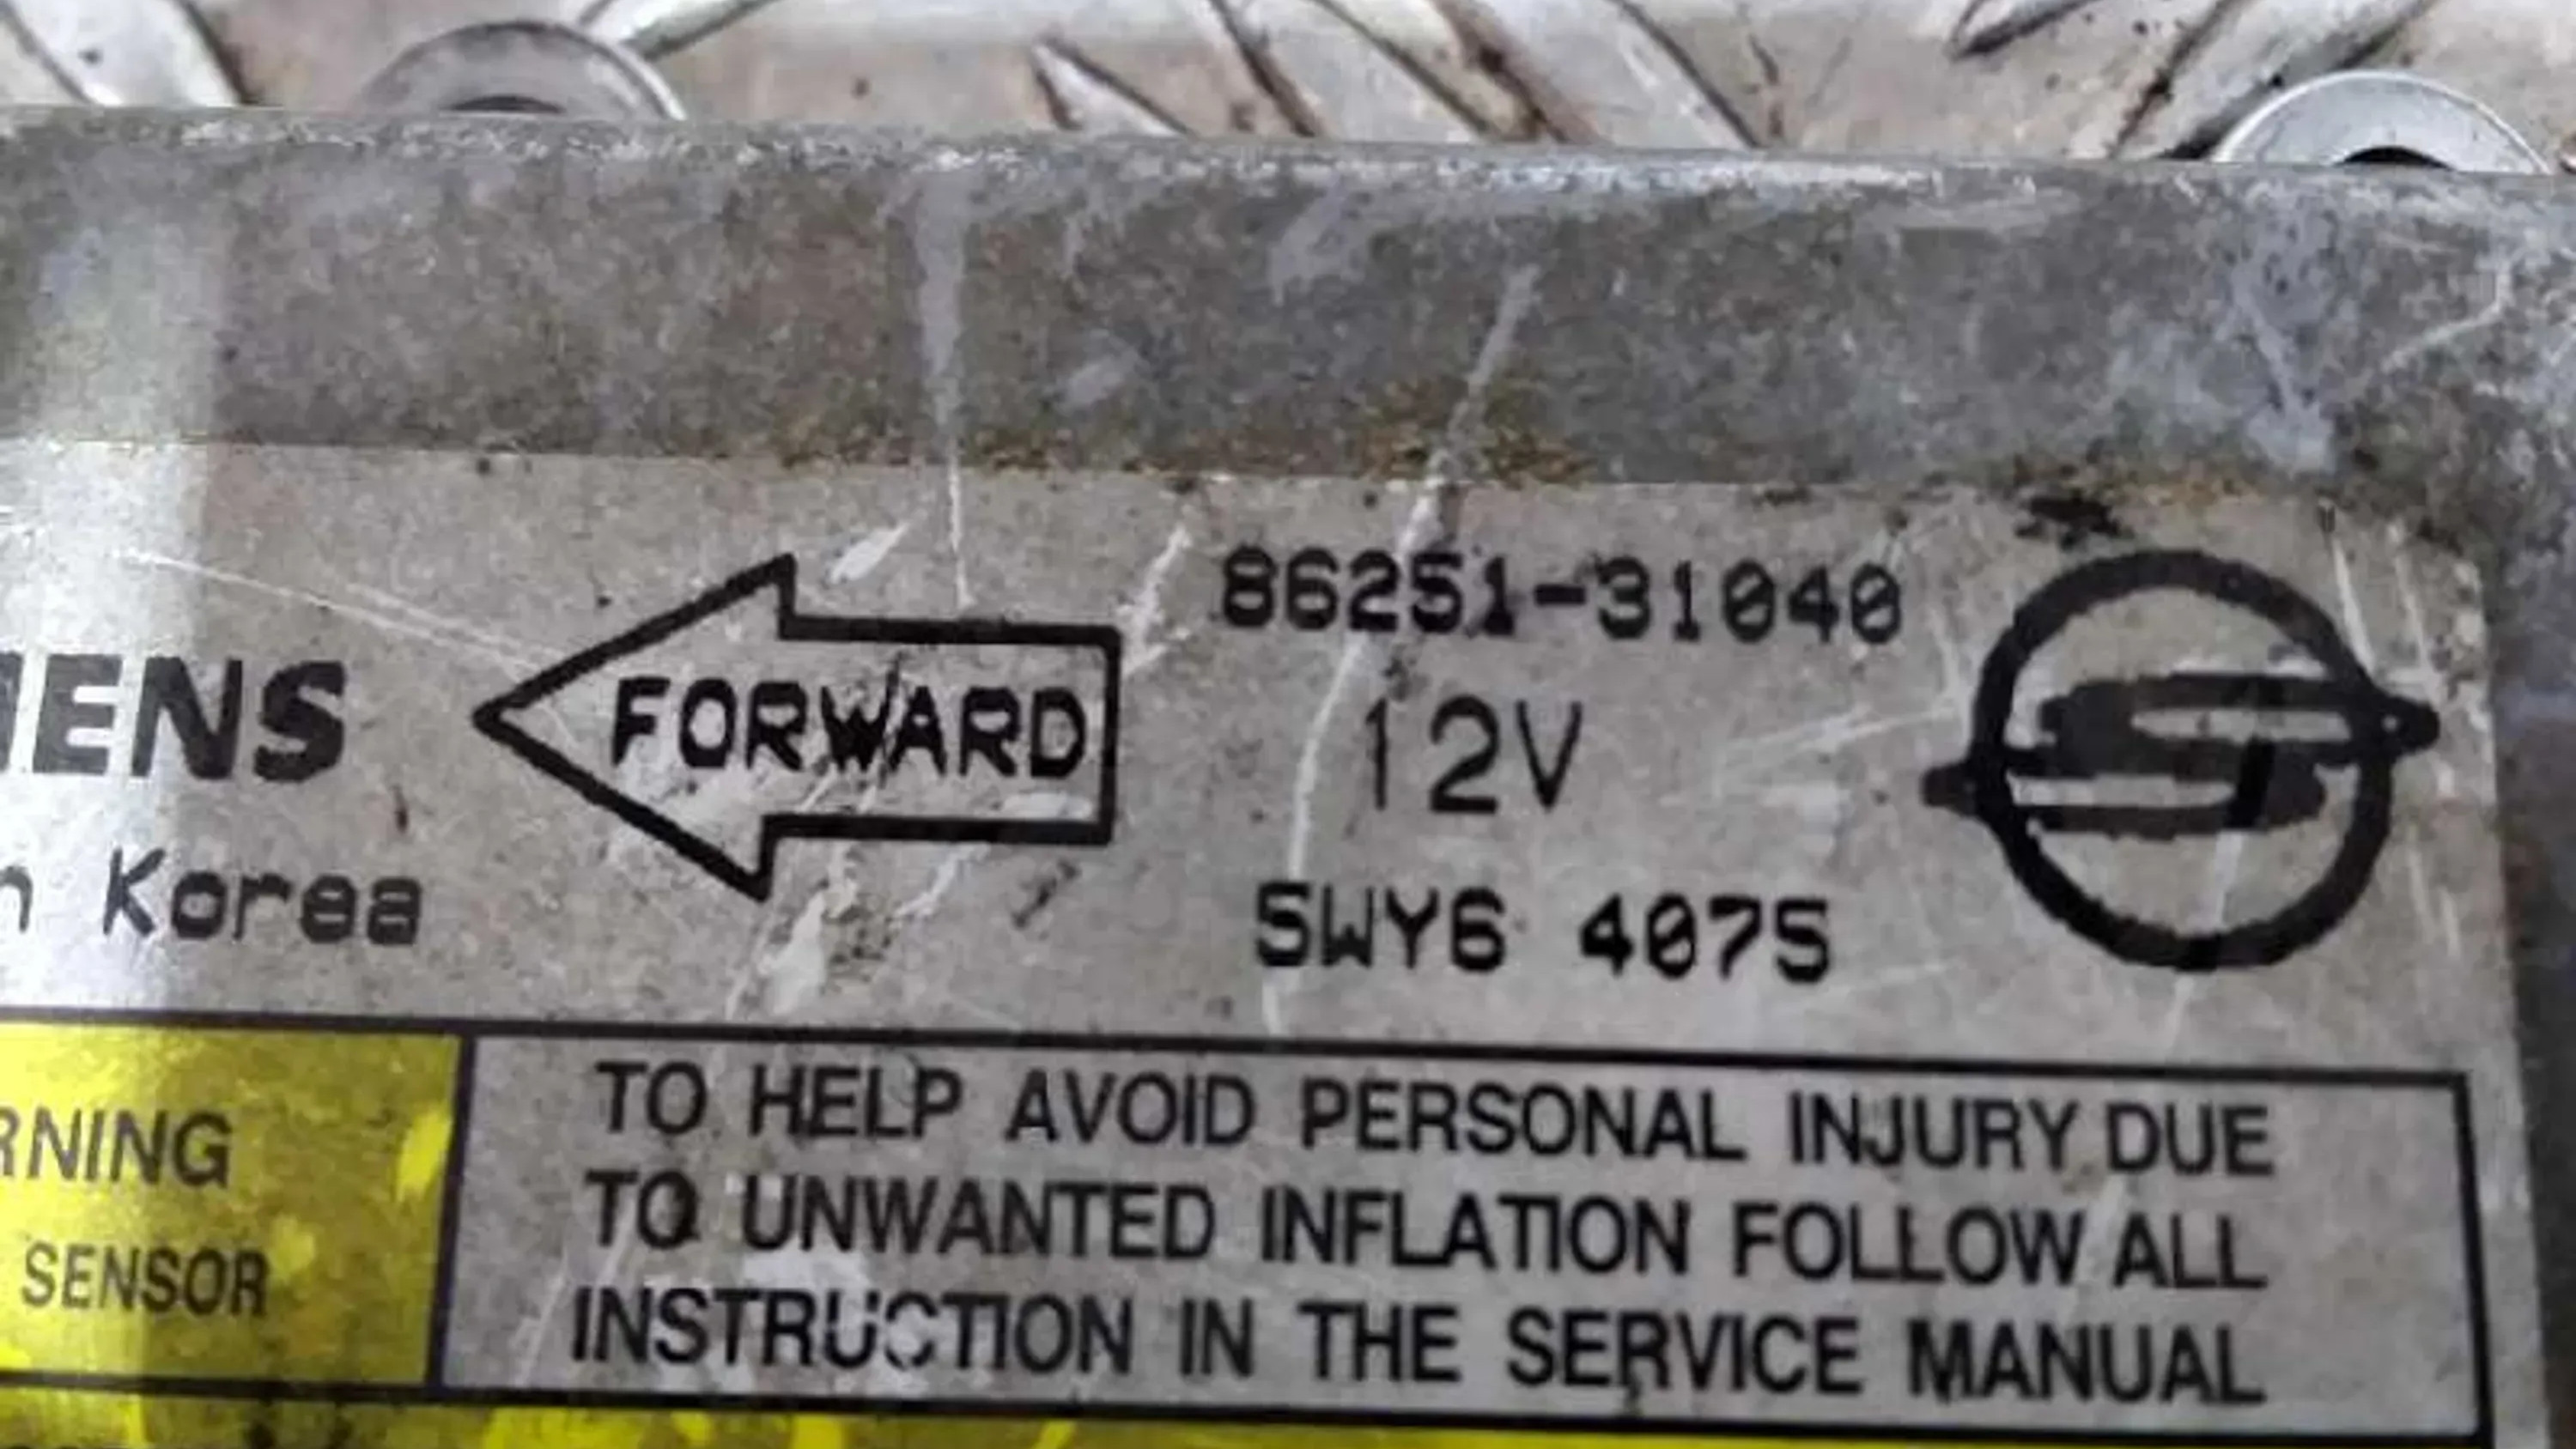 86251-31040
ENS
FORWARD
12V
n Korea
5WY6 4075
RNING
SENSOR
TO HELP AVOID PERSONAL INJURY DUE
TO UNWANTED INFLATION FOLLOW ALL
INSTRUCTION IN THE SERVICE MANUAL